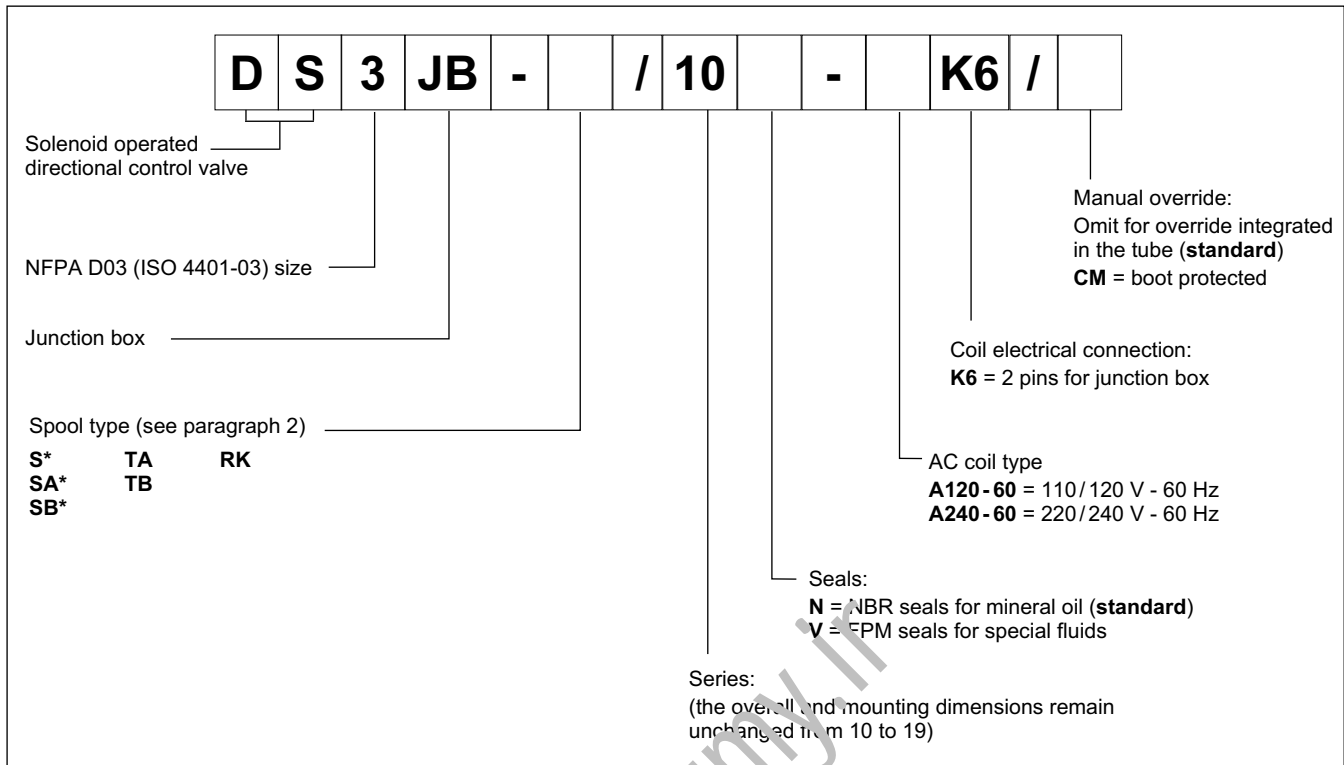 D S 3 JB - / 10 - K6 /
Solenoid operated
directional control valve
NFPA D03 (ISO 4401-03) size
Junction box
Spool type (see paragraph 2)
S* TA RK
SA* TB
SB*
Manual override:
Omit for override integrated
in the tube (standard)
CM = boot protected
Coil electrical connection:
K6 = 2 pins for junction box
AC coil type
A120-60 = 110/120 V - 60 Hz
A240-60 = 220/240 V - 60 Hz
Seals:
N = NBR seals for mineral oil (standard)
V = FPM seals for special fluids
Series:
(the overall and mounting dimensions remain
unchanged from 10 to 19)